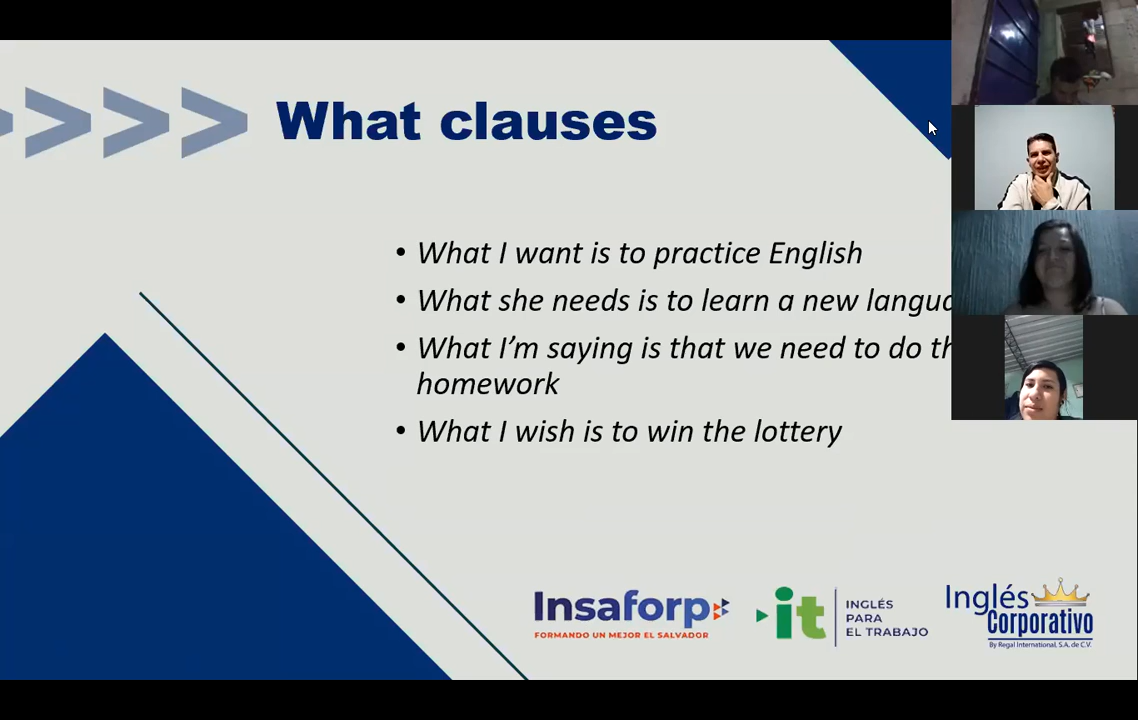 What clauses
• What I want is to practice English
• What she needs is to learn a new
• What I'm saying is that we need to do
homework
• What I wish is to win the lottery
Insaforp
FORMANDO UN MEJOR EL SALVADOR
it
INGLÉS
PARA
EL TRABAJO
Inglés
Corporativo
By Regal International, S.A. de C.V.